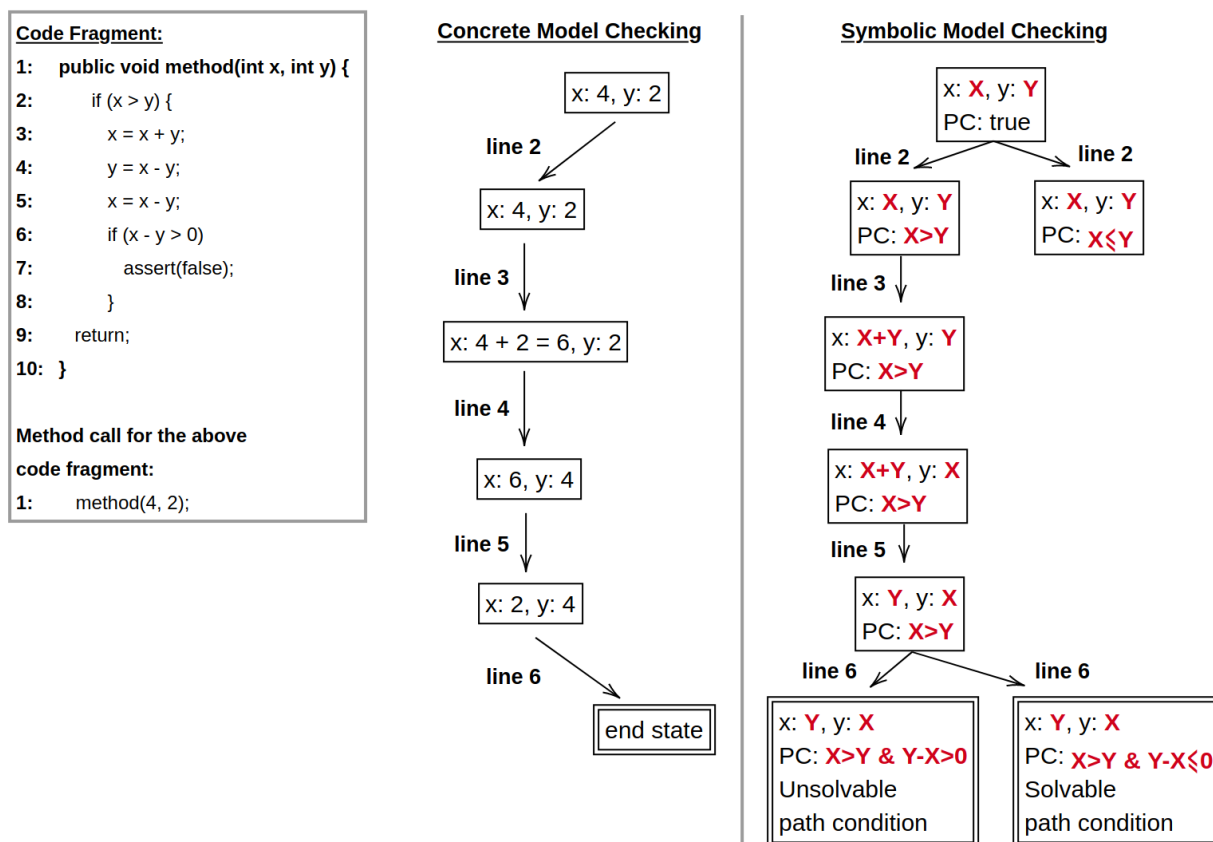 Code Fragment:
1: public void method(int x, int y) {
2: if (x > y) {
3: x = x + y;
4: y = x - y;
5: x = x - y;
6: if (x - y > 0)
7: assert(false);
8: }
9: return;
10: }
Method call for the above
code fragment:
1: method(4, 2);
Concrete Model Checking
x: 4, y: 2
line 2
x: 4, y: 2
line 3
x: 4 + 2 = 6, y: 2
line 4
x: 6, y: 4
line 5
x: 2, y: 4
line 6
end state
Symbolic Model Checking
x: X, y: Y
PC: true
line 2
line 2
x: X, y: Y
PC: X>Y
x: X, y: Y
PC: X⩽Y
line 3
x: X+Y, y: Y
PC: X>Y
line 4
x: X+Y, y: X
PC: X>Y
line 5
x: Y, y: X
PC: X>Y
line 6
line 6
x: Y, y: X
PC: X>Y & Y-X>0
Unsolvable
path condition
x: Y, y: X
PC: X>Y & Y-X⩽0
Solvable
path condition